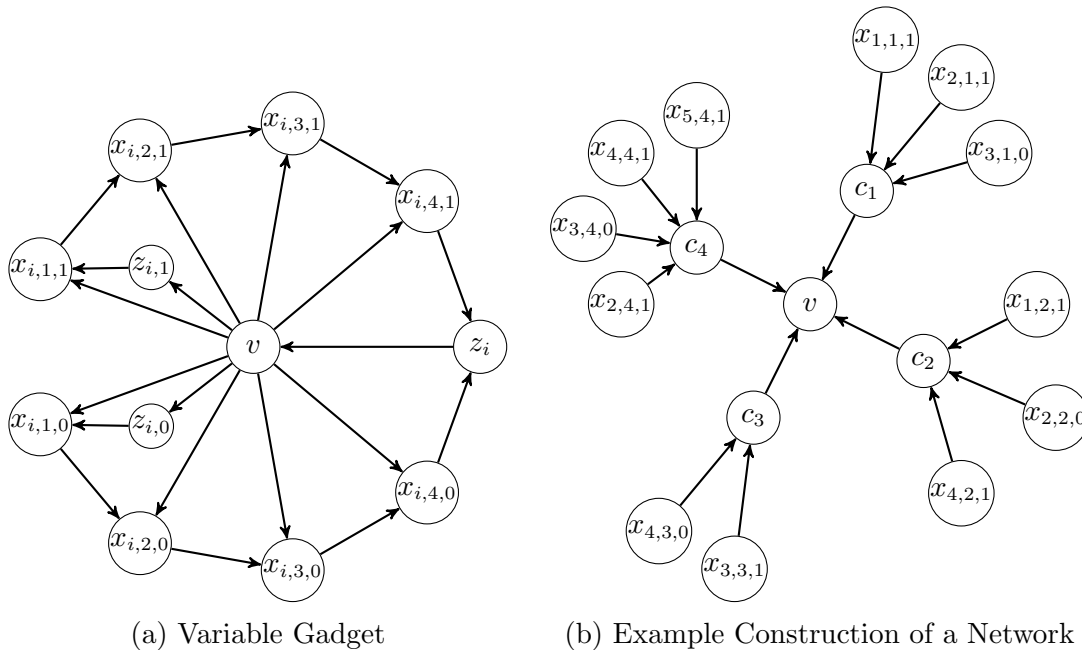 x_{i,3,1}
x_{i,2,1}
x_{i,4,1}
x_{i,1,1}
z_{i,1}
v
z_i
x_{i,1,0}
z_{i,0}
x_{i,4,0}
x_{i,2,0}
x_{i,3,0}
(a) Variable Gadget
x_{1,1,1}
x_{2,1,1}
x_{5,4,1}
x_{4,4,1}
x_{3,1,0}
c_1
x_{3,4,0}
c_4
x_{2,4,1}
v
x_{1,2,1}
c_2
c_3
x_{2,2,0}
x_{4,2,1}
x_{4,3,0}
x_{3,3,1}
(b) Example Construction of a Network